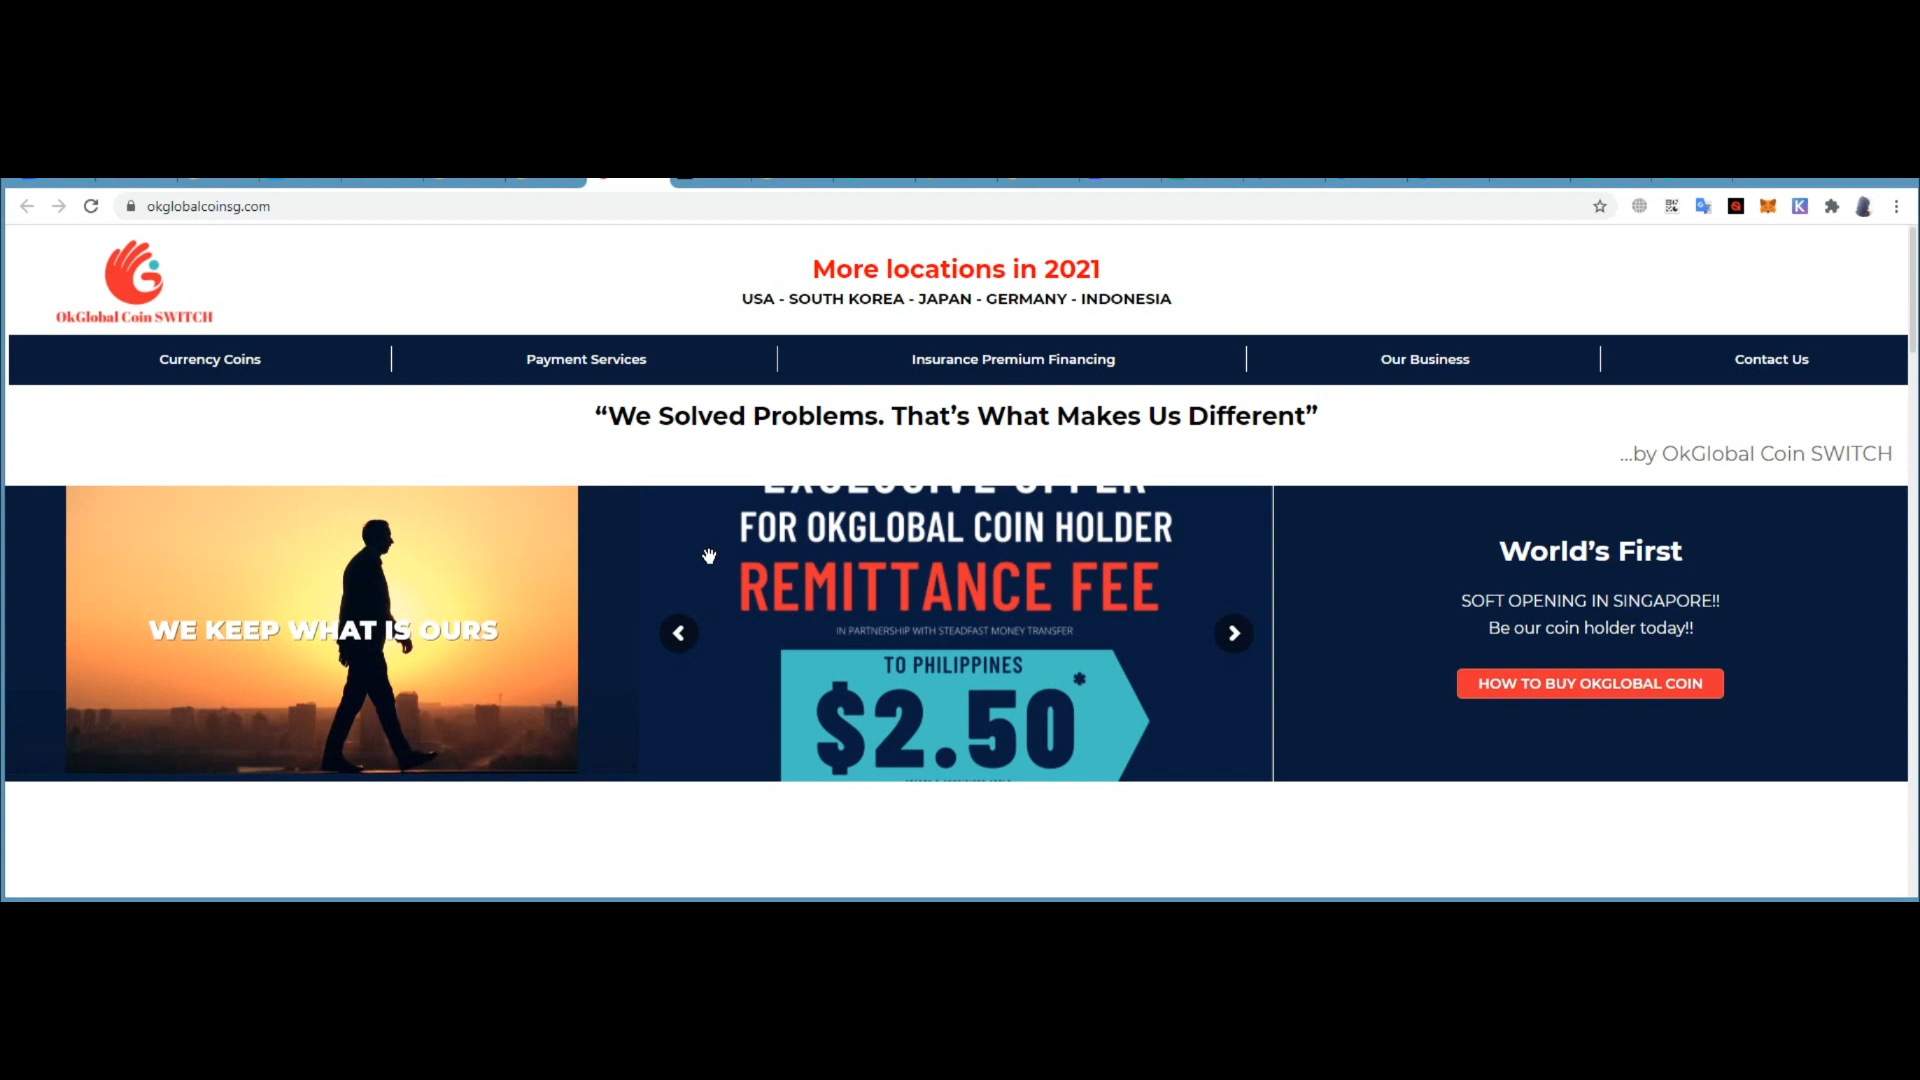 okglobalcoinsg.com
More locations in 2021
USA - SOUTH KOREA - JAPAN - GERMANY - INDONESIA
OkGlobal Coin SWITCH
Currency Coins
Payment Services
Insurance Premium Financing
Our Business
Contact Us
“We Solved Problems. That’s What Makes Us Different”
...by OkGlobal Coin SWITCH
WE KEEP WHAT IS OURS
EXCLUSIVE OFFER
FOR OKGLOBAL COIN HOLDER
REMITTANCE FEE
IN PARTNERSHIP WITH STEADFAST MONEY TRANSFER
TO PHILIPPINES
$2.50*
World’s First
SOFT OPENING IN SINGAPORE!!
Be our coin holder today!!
HOW TO BUY OKGLOBAL COIN